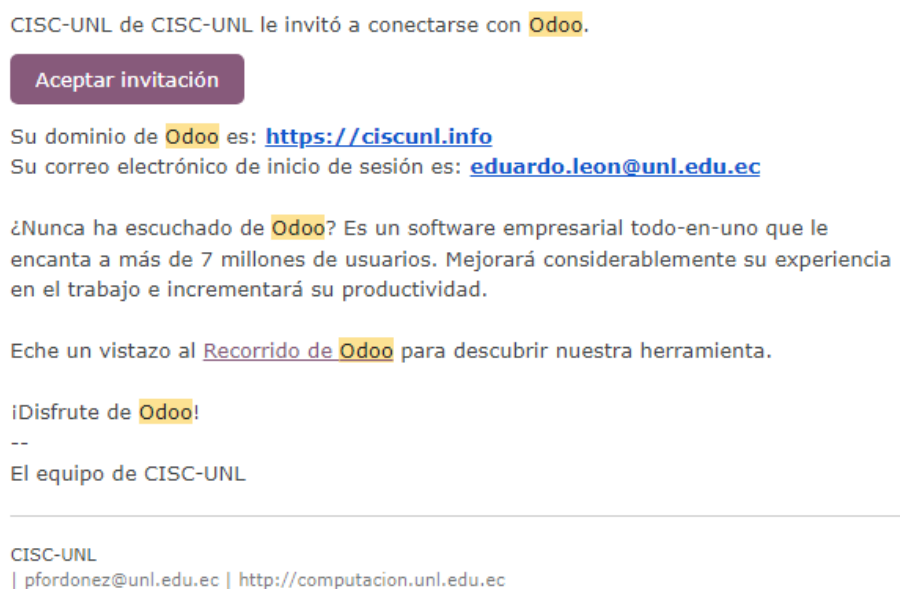 CISC-UNL de CISC-UNL le invitó a conectarse con Odoo.
Aceptar invitación
Su dominio de Odoo es: https://ciscunl.info
Su correo electrónico de inicio de sesión es: eduardo.leon@unl.edu.ec
¿Nunca ha escuchado de Odoo? Es un software empresarial todo-en-uno que le
encanta a más de 7 millones de usuarios. Mejorará considerablemente su experiencia
en el trabajo e incrementará su productividad.
Eche un vistazo al Recorrido de Odoo para descubrir nuestra herramienta.
¡Disfrute de Odoo!
--
El equipo de CISC-UNL
CISC-UNL
| pfordonez@unl.edu.ec | http://computacion.unl.edu.ec